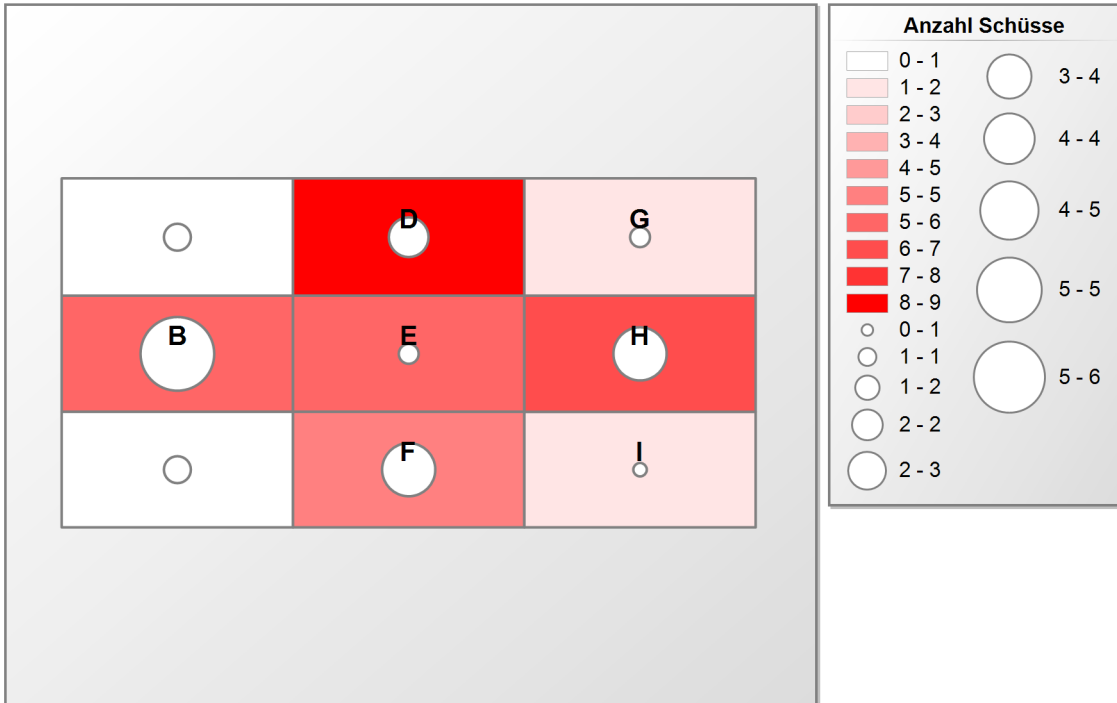 D
G
B
E
H
F
I
Anzahl Schüsse
0 - 1
1 - 2
2 - 3
3 - 4
4 - 5
5 - 5
5 - 6
6 - 7
7 - 8
8 - 9
0 - 1
1 - 1
1 - 2
2 - 2
2 - 3
3 - 4
4 - 4
4 - 5
5 - 5
5 - 6